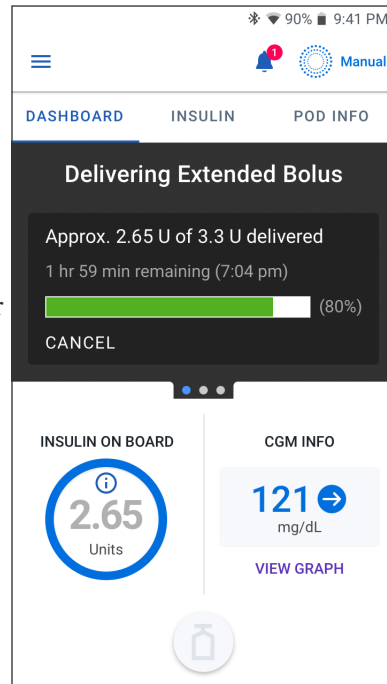 90% 9:41 PM
1
Manual
DASHBOARD INSULIN POD INFO
Delivering Extended Bolus
Approx. 2.65 U of 3.3 U delivered
1 hr 59 min remaining (7:04 pm)
(80%)
CANCEL
INSULIN ON BOARD
2.65
Units
CGM INFO
121
mg/dL
VIEW GRAPH
r